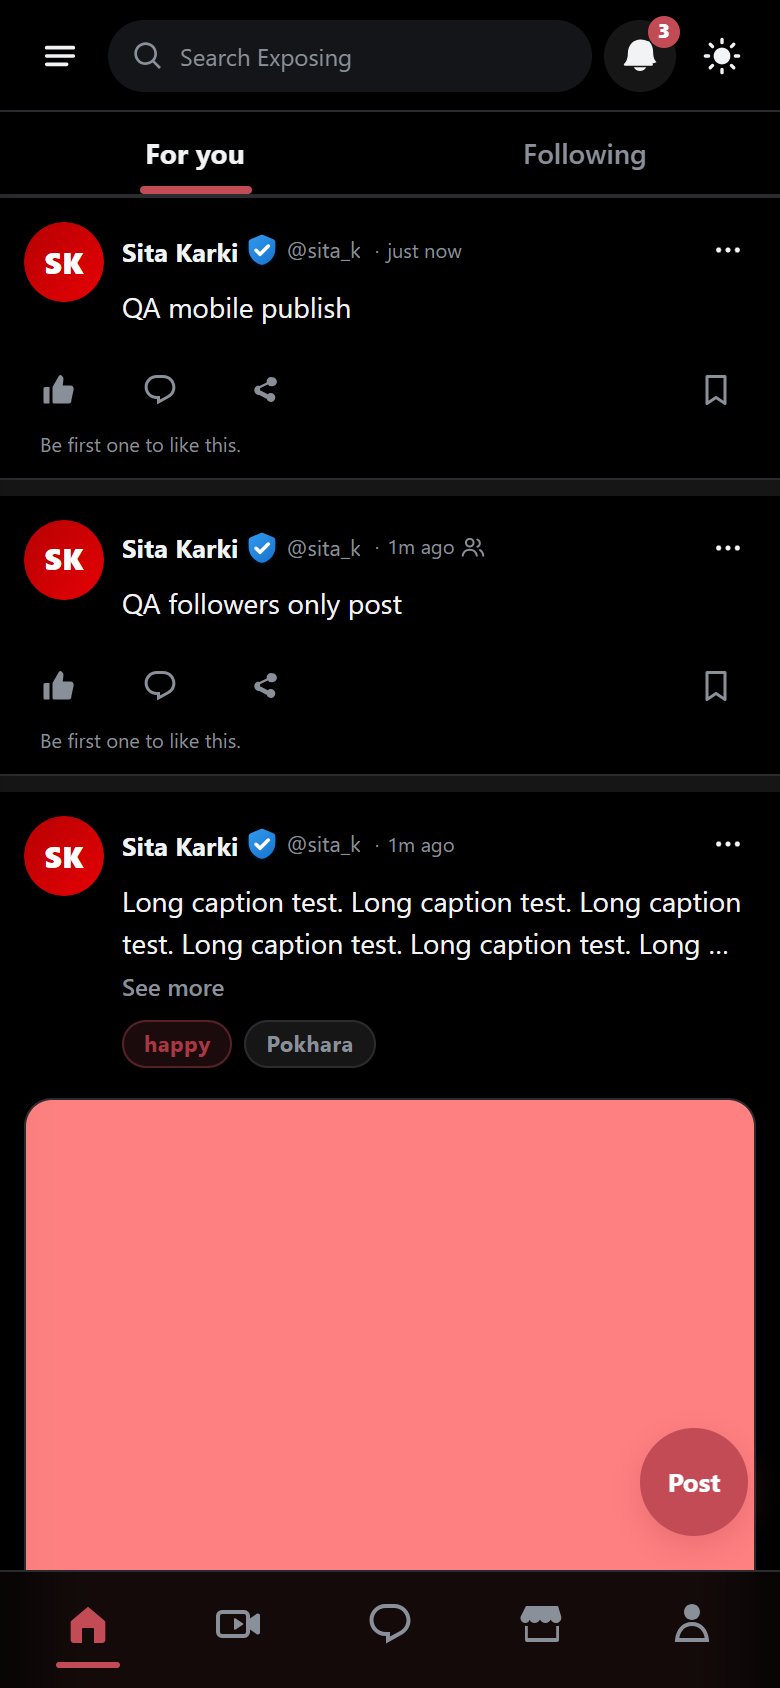 Search Exposing
3
For you
Following
SK
Sita Karki @sita_k · just now
QA mobile publish
Be first one to like this.
SK
Sita Karki @sita_k · 1m ago
QA followers only post
Be first one to like this.
SK
Sita Karki @sita_k · 1m ago
Long caption test. Long caption test. Long caption
test. Long caption test. Long caption test. Long ...
See more
happy
Pokhara
Post